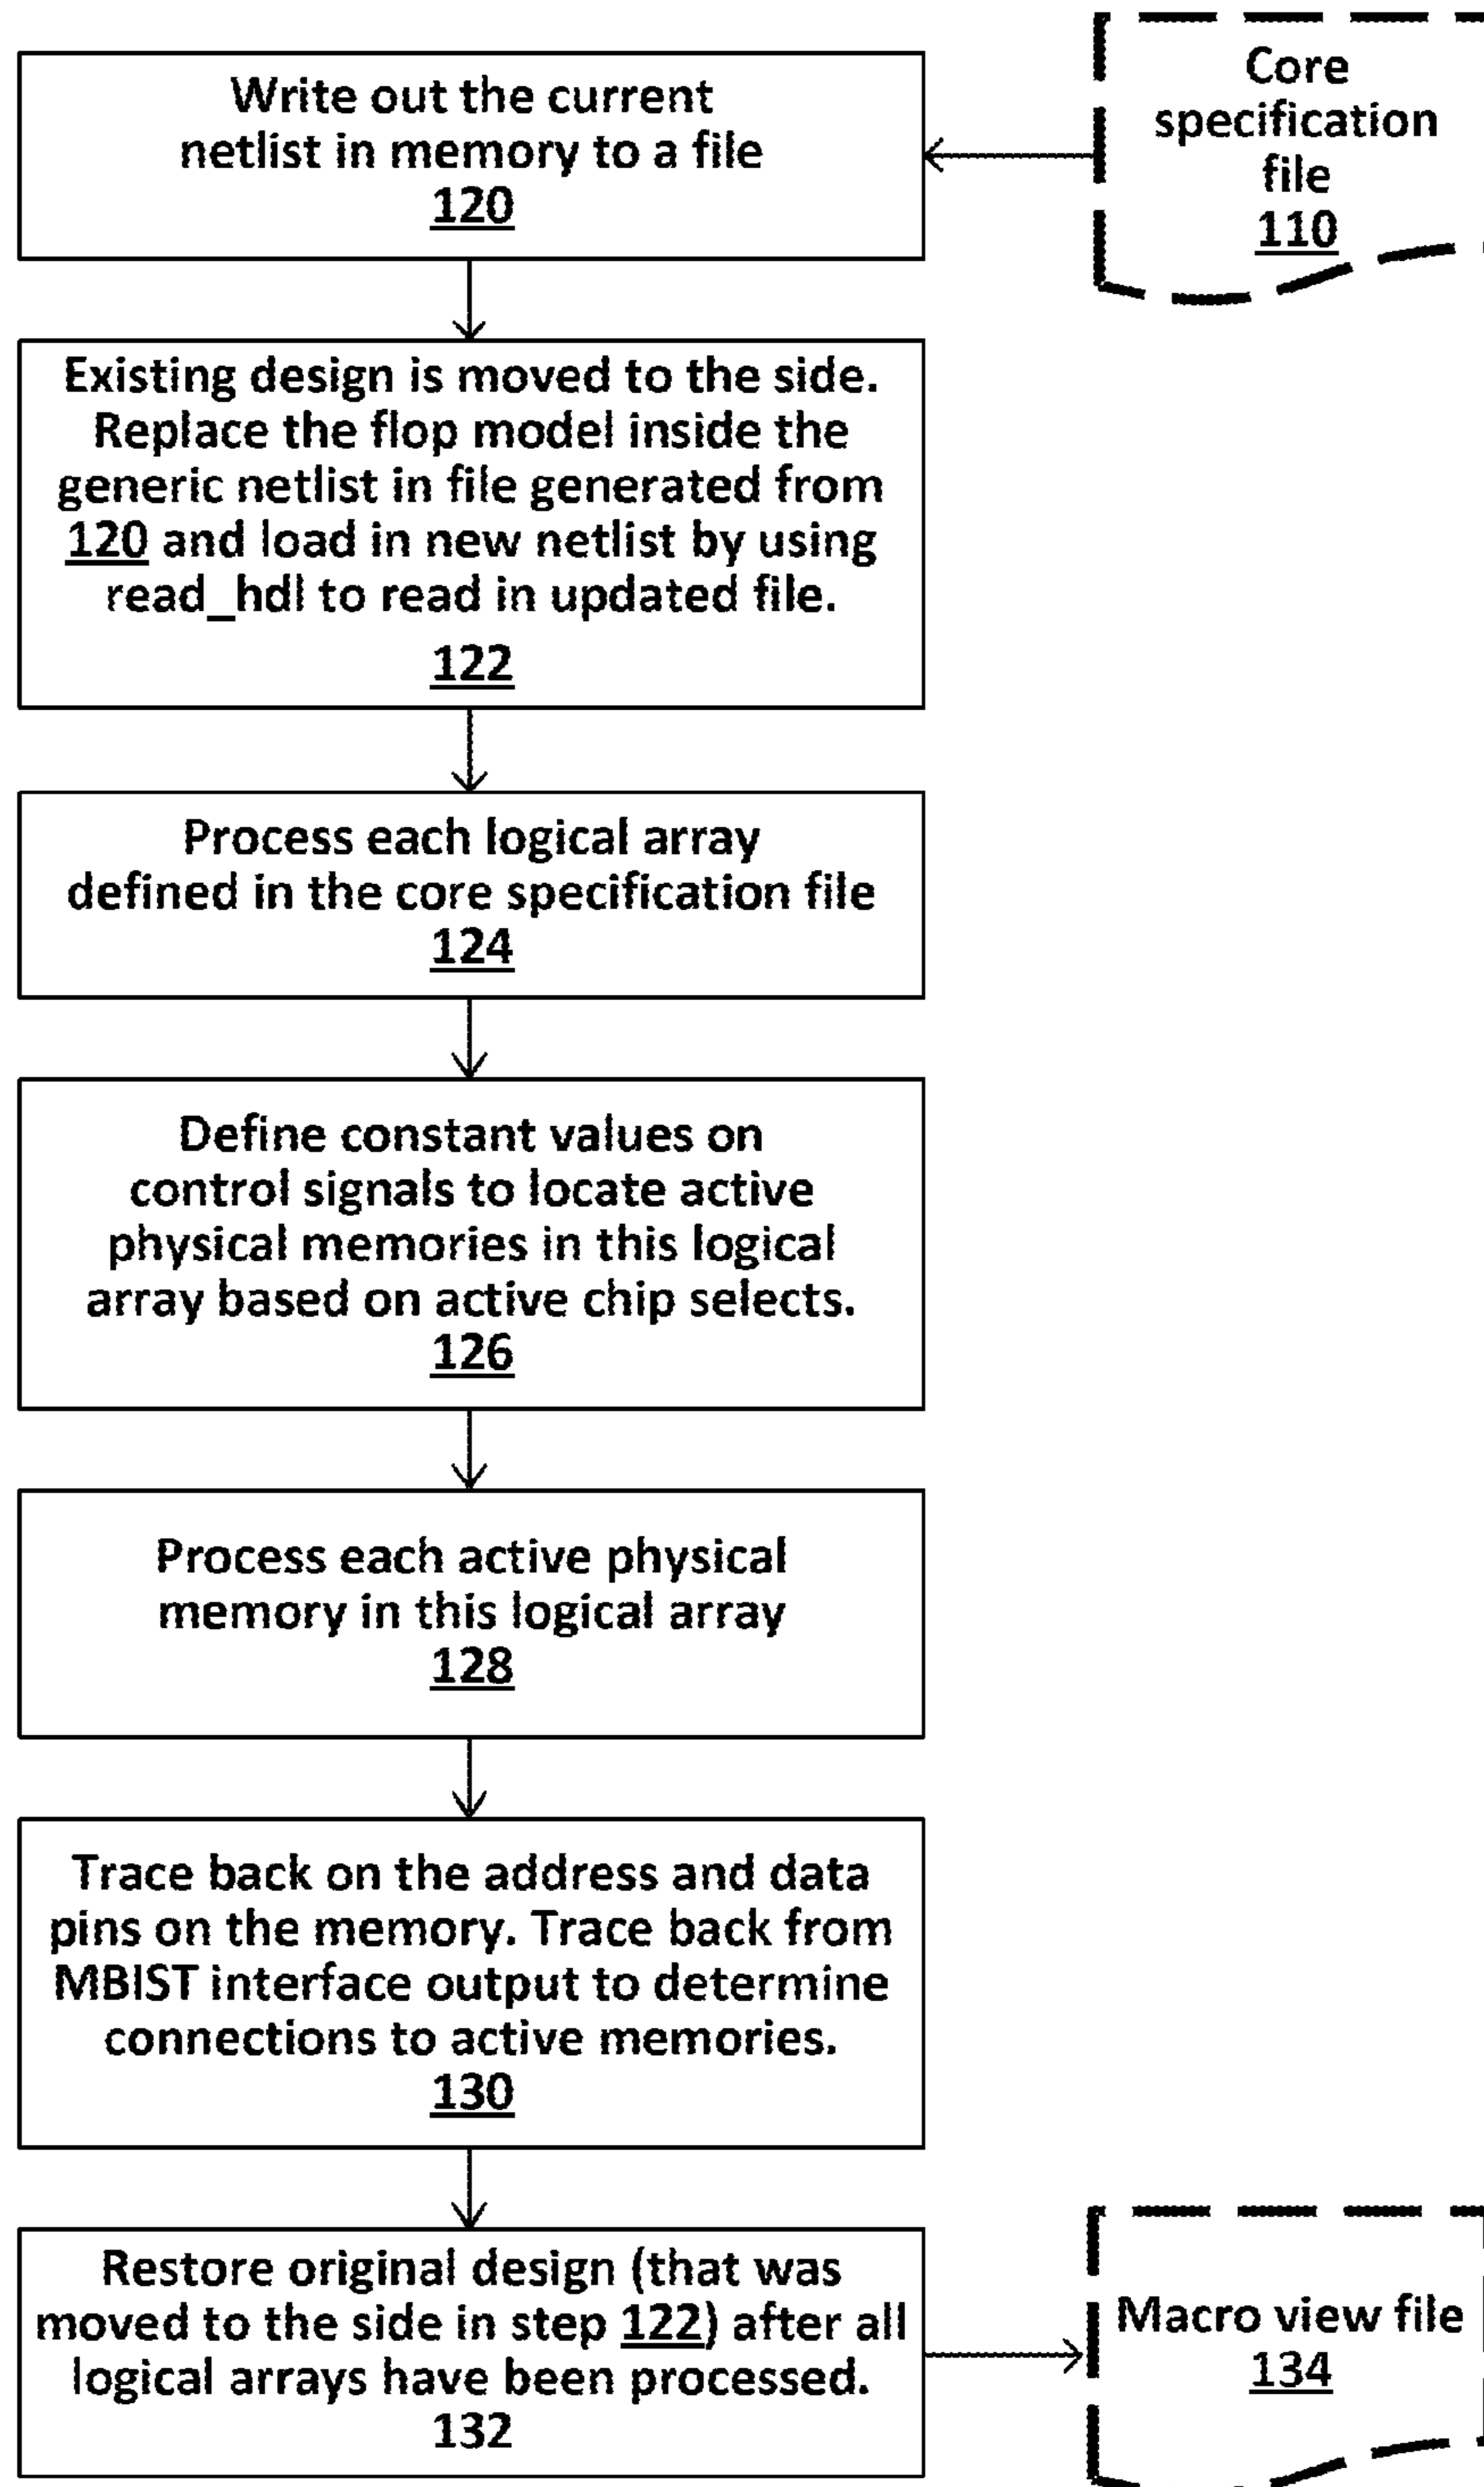 Write out the current
netlist in memory to a file
120
Core
specification
file
110
Existing design is moved to the side.
Replace the flop model inside the
generic netlist in file generated from
120 and load in new netlist by using
read_hdl to read in updated file.
122
Process each logical array
defined in the core specification file
124
Define constant values on
control signals to locate active
physical memories in this logical
array based on active chip selects.
126
Process each active physical
memory in this logical array
128
Trace back on the address and data
pins on the memory. Trace back from
MBIST interface output to determine
connections to active memories.
130
Restore original design (that was
moved to the side in step 122) after all
logical arrays have been processed.
132
Macro view file
134